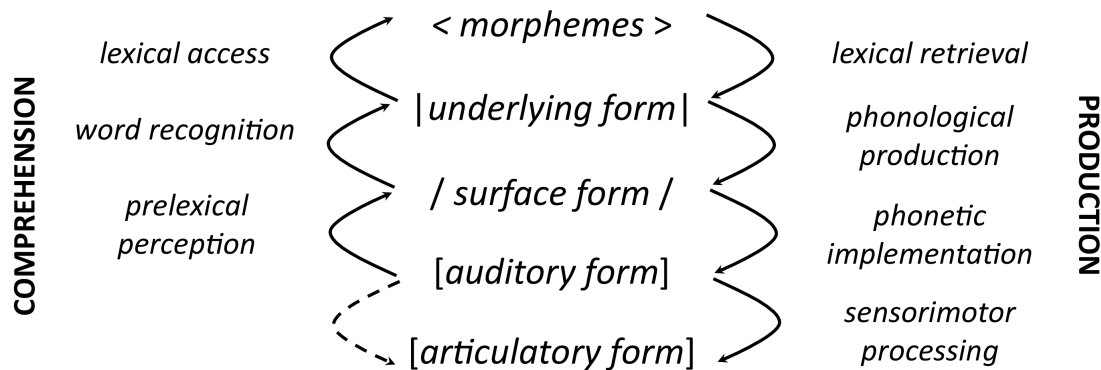 COMPREHENSION
lexical access
word recognition
prelexical
perception
< morphemes >
|underlying form|
/ surface form /
[auditory form]
[articulatory form]
lexical retrieval
phonological
production
phonetic
implementation
sensorimotor
processing
PRODUCTION